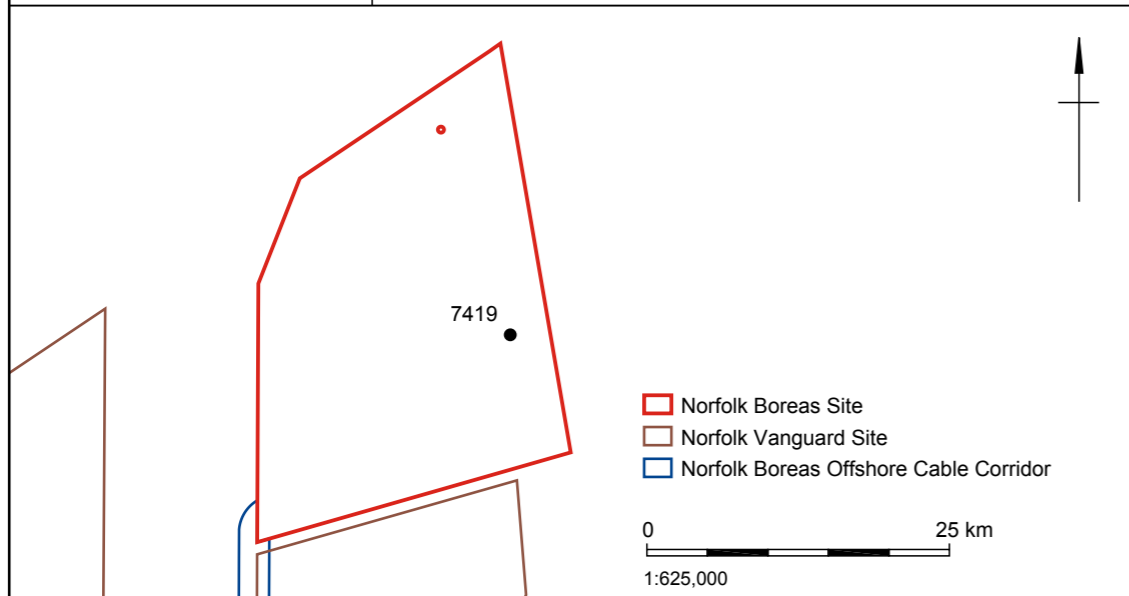 7419
Norfolk Boreas Site
Norfolk Vanguard Site
Norfolk Boreas Offshore Cable Corridor
0 25 km
1:625,000